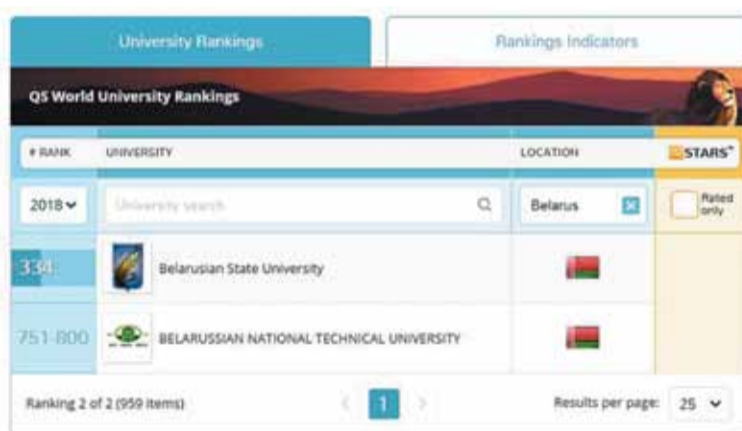 University Rankings
Rankings Indicators
QS World University Rankings
# RANK UNIVERSITY LOCATION STARS™
2018 University search Belarus Rated only
334 Belarusian State University
751-800 BELARUSSIAN NATIONAL TECHNICAL UNIVERSITY
Ranking 2 of 2 (959 items) 1 Results per page: 25